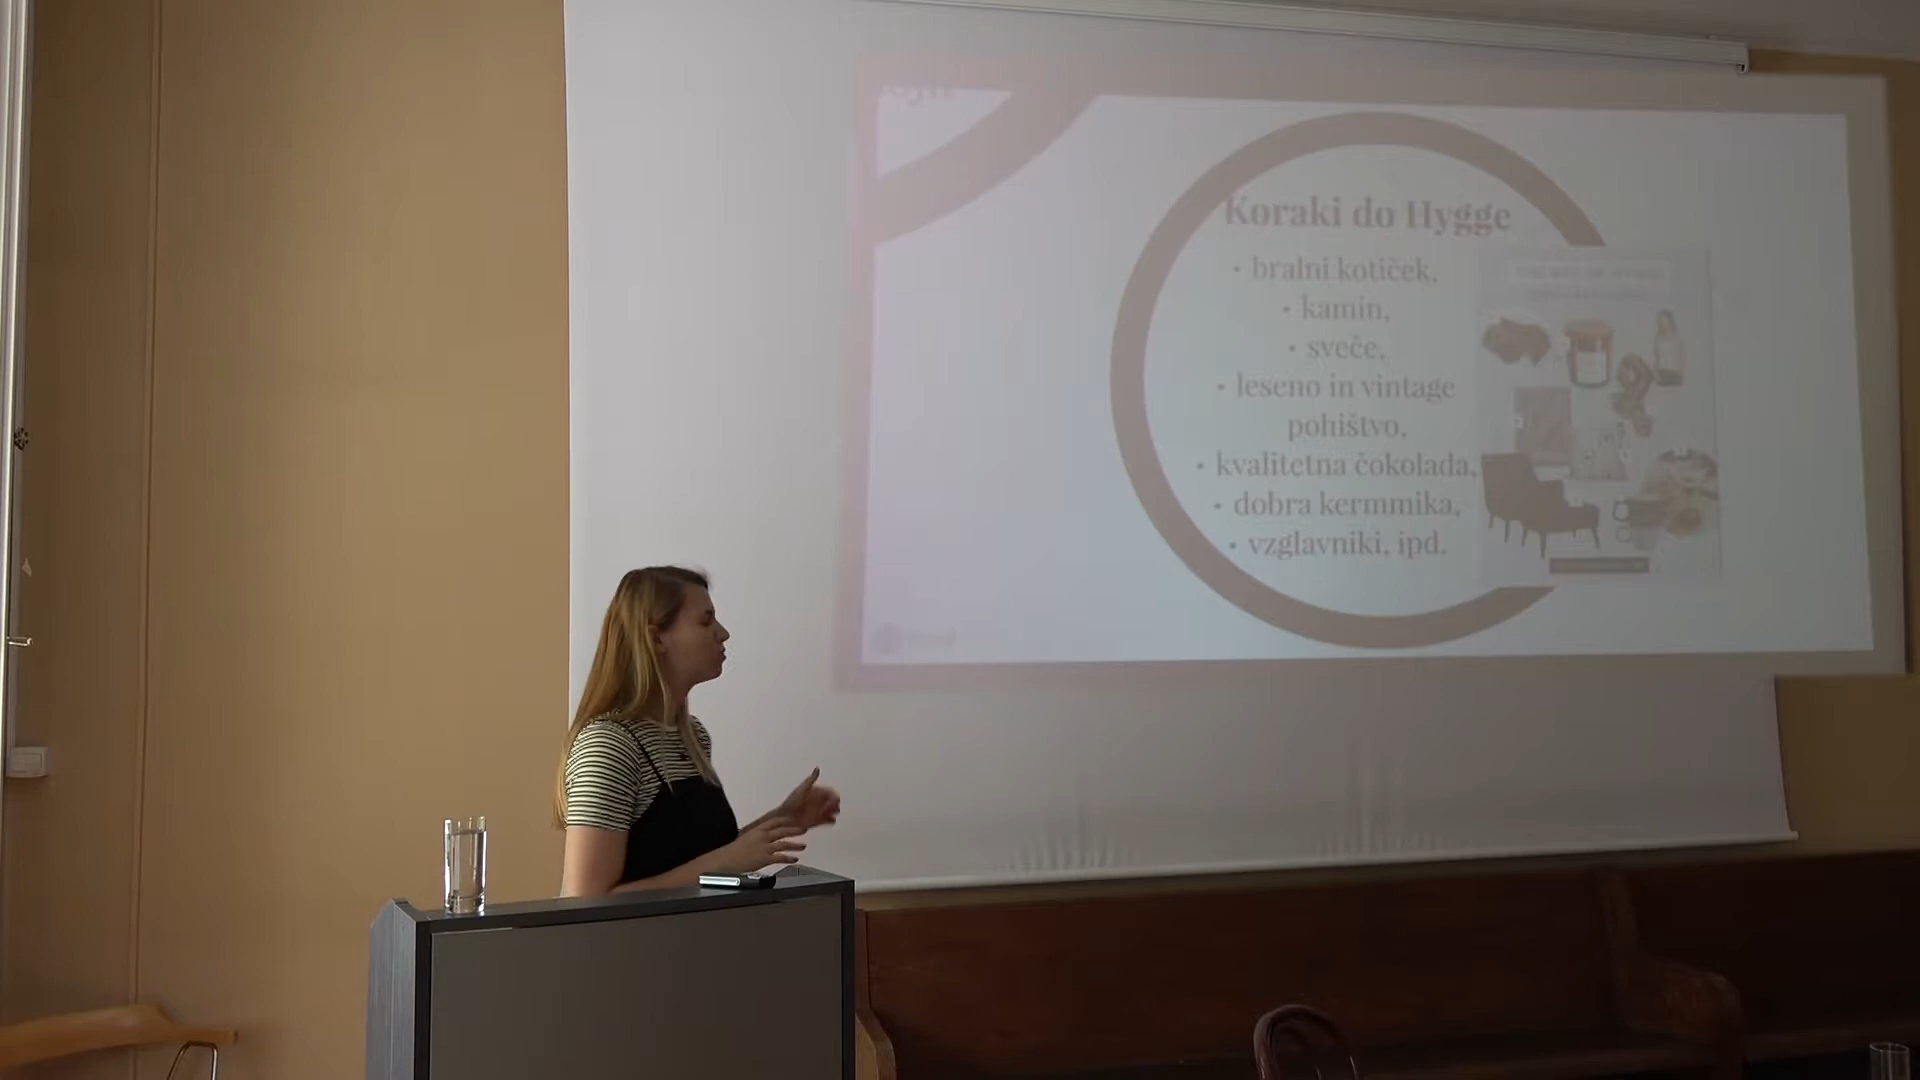 Koraki do Hygge
• bralni kotiček,
• kamin,
• sveče,
• leseno in vintage
pohištvo,
• kvalitetna čokolada,
• dobra kermmika,
• vzglavniki, ipd.